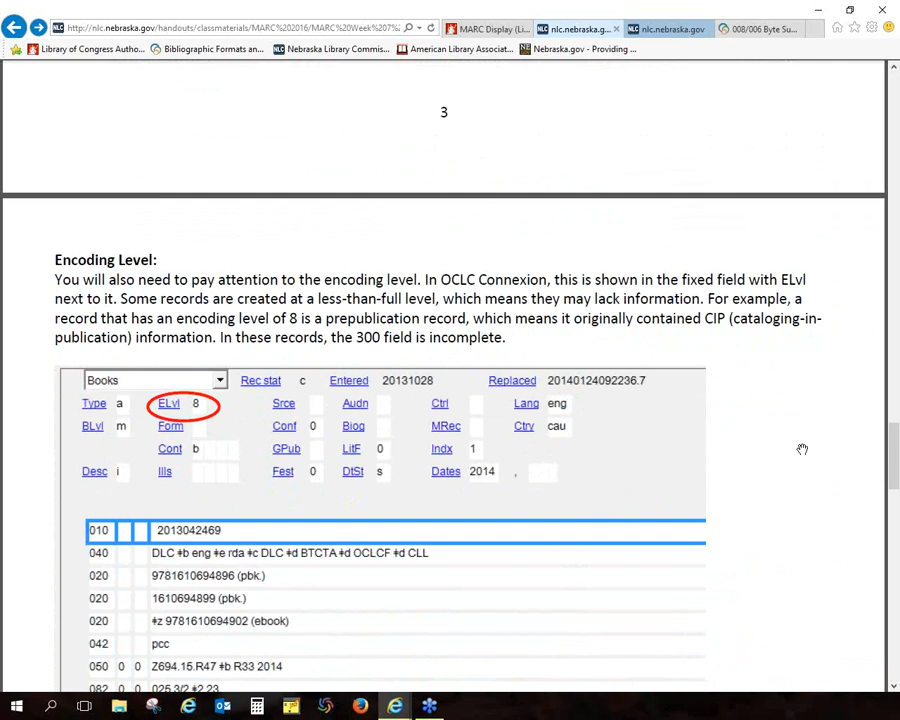 http://nlc.nebraska.gov/handouts/classmaterials/MARC%202016/MARC%20Week%207%
MARC Display (Li...
nlc.nebraska.g...
nlc.nebraska.gov
008/006 Byte Su...
Library of Congress Autho...
Bibliographic Formats an...
Nebraska Library Commis...
American Library Associat...
Nebraska.gov - Providing ...
3
Encoding Level:
You will also need to pay attention to the encoding level. In OCLC Connexion, this is shown in the fixed field with ELvl
next to it. Some records are created at a less-than-full level, which means they may lack information. For example, a
record that has an encoding level of 8 is a prepublication record, which means it originally contained CIP (cataloging-in-
publication) information. In these records, the 300 field is incomplete.
Books Rec stat c Entered 20131028 Replaced 20140124092236.7
Type a ELvl 8 Srce Audn Ctrl Lang eng
BLvl m Form Conf 0 Biog MRec Ctry cau
Cont b GPub LitF 0 Indx 1
Desc i Ills Fest 0 DtSt s Dates 2014 ,
010 2013042469
040 DLC ǂb eng ǂe rda ǂc DLC ǂd BTCTA ǂd OCLCF ǂd CLL
020 9781610694896 (pbk.)
020 1610694899 (pbk.)
020 ǂz 9781610694902 (ebook)
042 pcc
050 0 0 Z694.15.R47 ǂb R33 2014
082 0 0 025.3/2 ǂ2 23